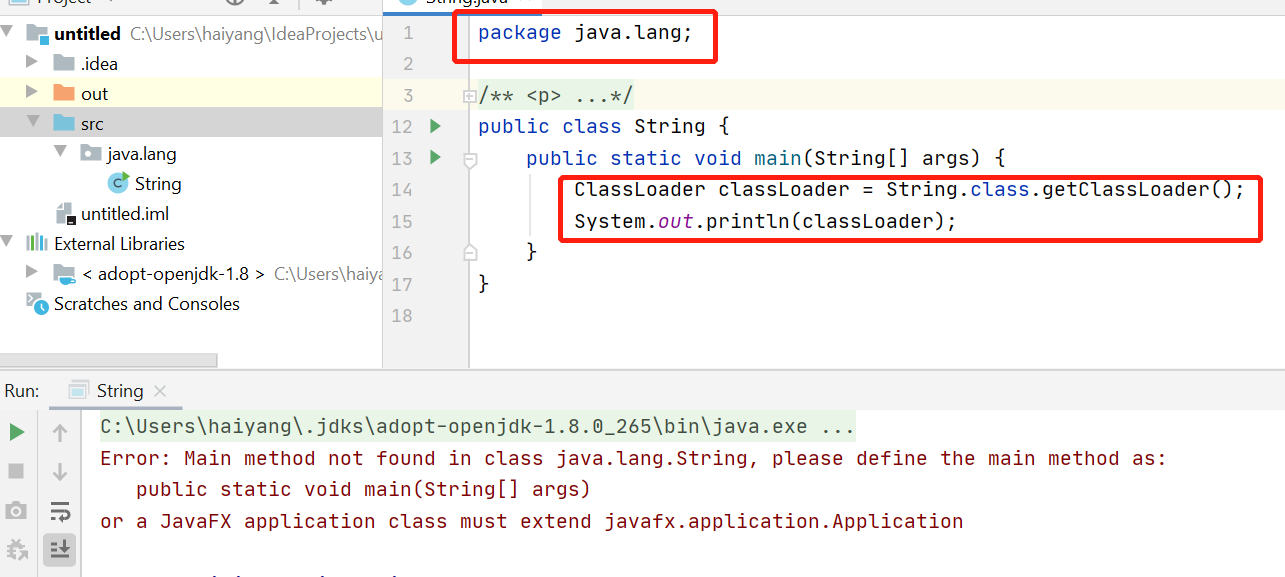 Project
untitled C:\Users\haiyang\IdeaProjects\u
.idea
out
src
java.lang
String
untitled.iml
External Libraries
< adopt-openjdk-1.8 > C:\Users\haiya
Scratches and Consoles
String.java
1 package java.lang;
2
3 /** <p> ...*/
12 public class String {
13 public static void main(String[] args) {
14 ClassLoader classLoader = String.class.getClassLoader();
15 System.out.println(classLoader);
16 }
17 }
18
Run: String
C:\Users\haiyang\.jdks\adopt-openjdk-1.8.0_265\bin\java.exe ...
Error: Main method not found in class java.lang.String, please define the main method as:
public static void main(String[] args)
or a JavaFX application class must extend javafx.application.Application